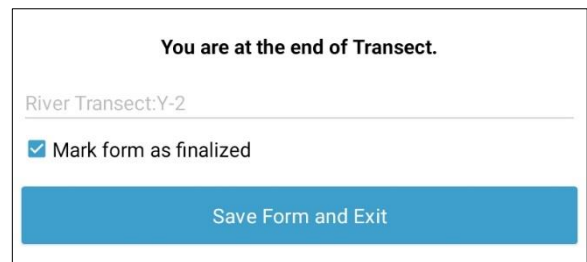 You are at the end of Transect.
River Transect:Y-2
Mark form as finalized
Save Form and Exit